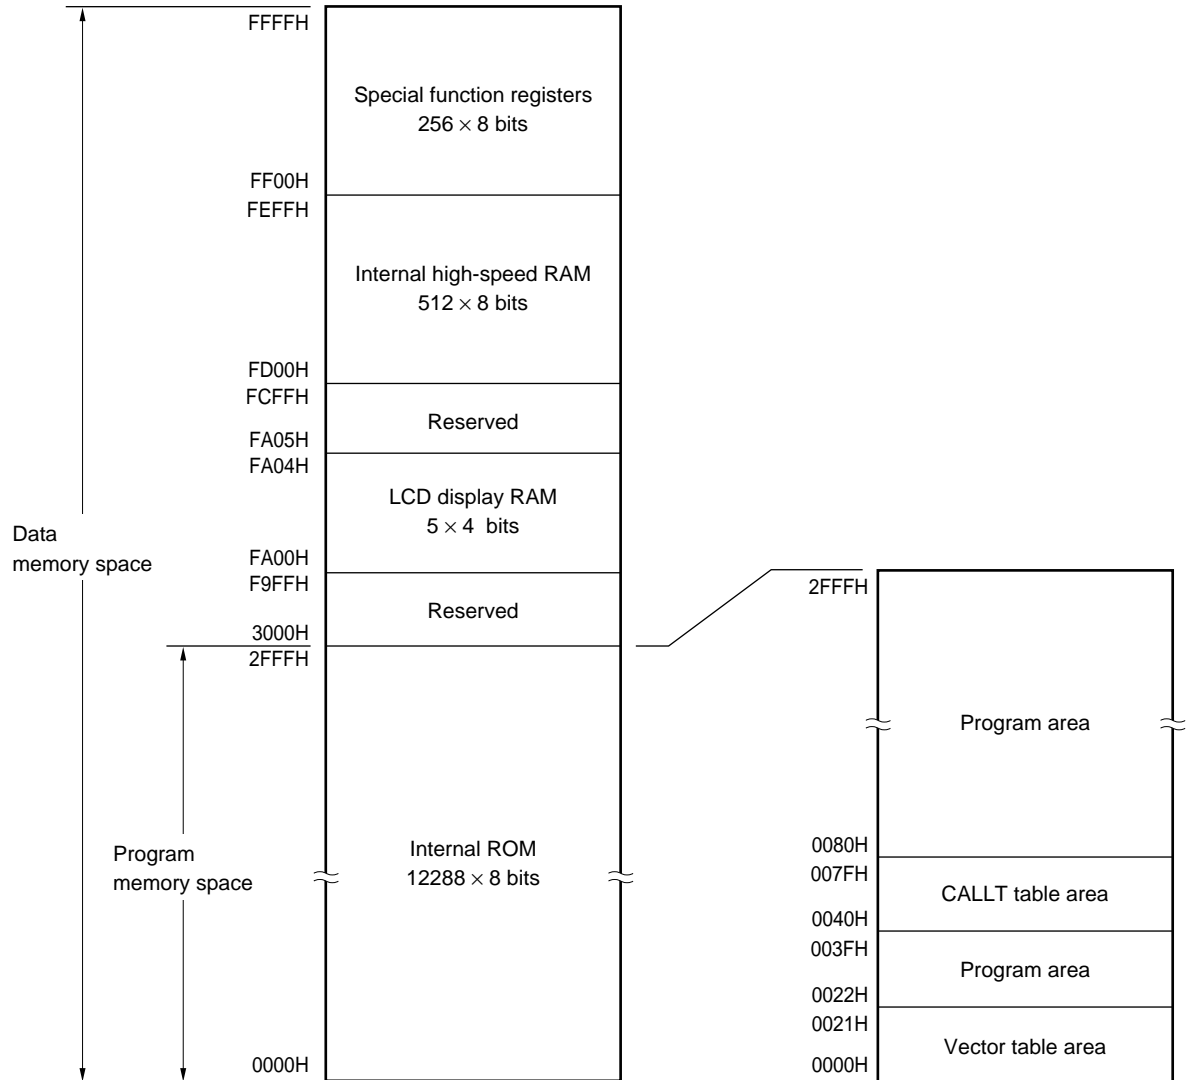 FFFFH
Special function registers
256 × 8 bits
FF00H
FEFFH
Internal high-speed RAM
512 × 8 bits
FD00H
FCFFH
Reserved
FA05H
FA04H
LCD display RAM
5 × 4 bits
Data
memory space
FA00H
F9FFH
Reserved
3000H
2FFFH
Program
memory space
Internal ROM
12288 × 8 bits
0000H
2FFFH
Program area
0080H
007FH
CALLT table area
0040H
003FH
Program area
0022H
0021H
Vector table area
0000H